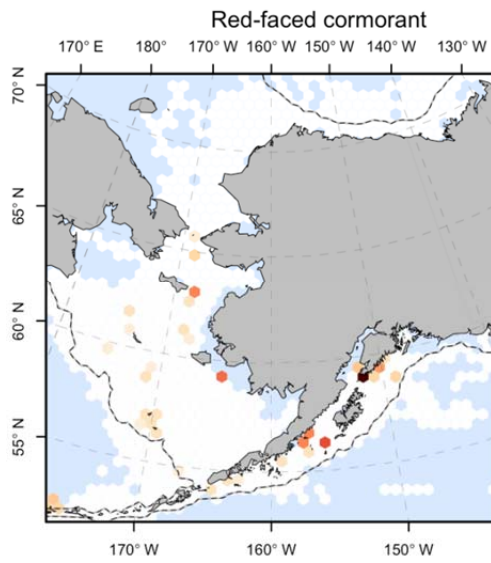 Red-faced cormorant
170° E 180° 170° W 160° W 150° W 140° W 130° W
70° N
65° N
60° N
55° N
170° W 160° W 150° W